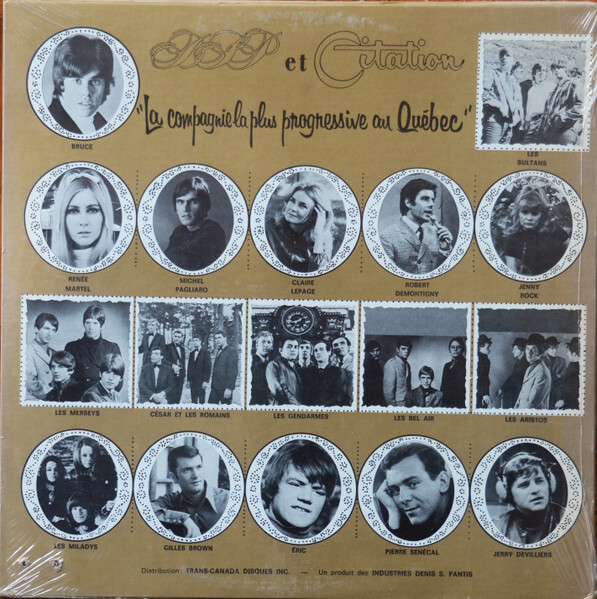 DSP et Citation
"La compagnie la plus progressive au Québec"
BRUCE
LES
SULTANS
RENÉE
MARTEL
MICHEL
PAGLIARO
CLAIRE
LEPAGE
ROBERT
DEMONTIGNY
JENNY
ROCK
LES MERSEYS
CÉSAR ET LES ROMAINS
LES GENDARMES
LES BEL AIR
LES ARISTOS
LES MILADYS
GILLES BROWN
ÉRIC
PIERRE SENÉCAL
JERRY DEVILLIERS
Distribution: TRANS-CANADA DISQUES INC. — Un produit des INDUSTRIES DENIS S. PANTIS